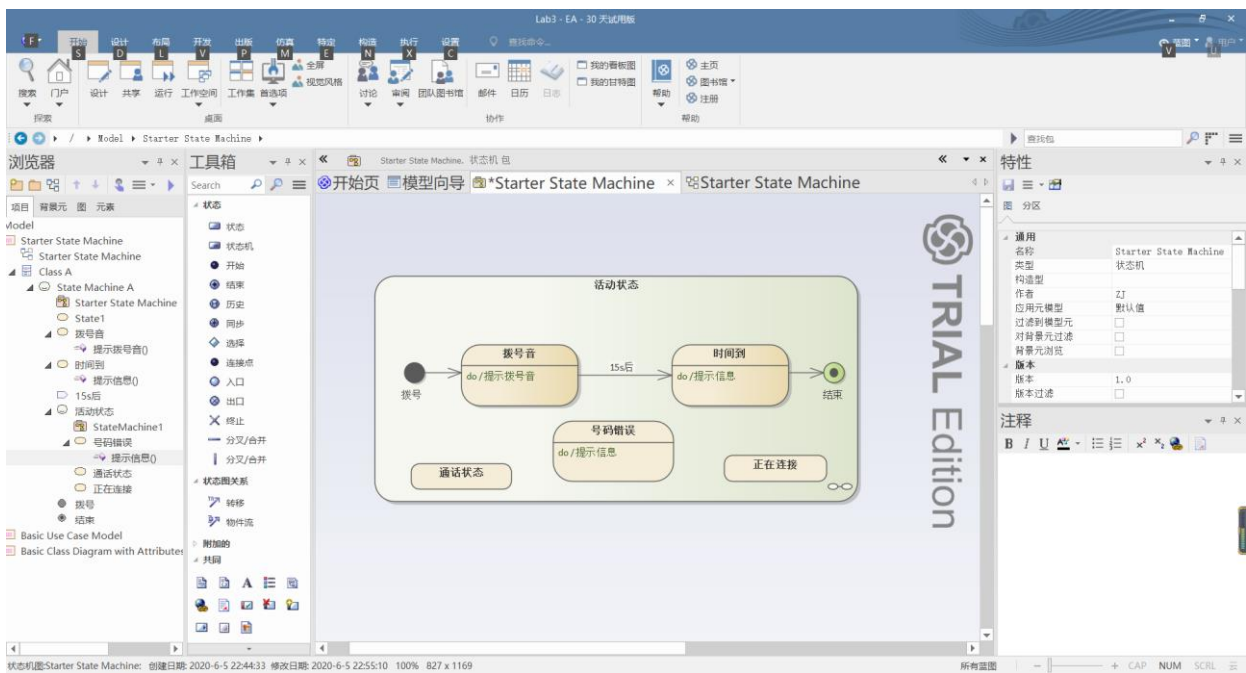 Lab3 - EA - 30 天试用版
F 开始 设计 布局 开发 出版 仿真 特定 构造 执行 设置 查找命令... 蓝图 用户
S D L V P M E N X C V U
搜索 门户 设计 共享 运行 工作空间 工作集 首选项 全屏 视觉风格 讨论 审阅 团队图书馆 邮件 日历 日志 我的看板图 我的甘特图 帮助 主页 图书馆 注册
探索 桌面 协作 帮助
/ Model Starter State Machine 查找包
浏览器
项目 背景元 图 元素
Model
Starter State Machine
Starter State Machine
Class A
State Machine A
Starter State Machine
State1
拨号音
提示拨号音()
时间到
提示信息()
15s后
活动状态
StateMachine1
号码错误
提示信息()
通话状态
正在连接
拨号
结束
Basic Use Case Model
Basic Class Diagram with Attributes
工具箱
Search
状态
状态
状态机
开始
结束
历史
同步
选择
连接点
入口
出口
终止
分叉/合并
分叉/合并
状态图关系
转移
物件流
附加的
共同
Starter State Machine. 状态机 包
开始页 模型向导 *Starter State Machine × Starter State Machine
活动状态
拨号
拨号音
do/提示拨号音
15s后
时间到
do/提示信息
结束
号码错误
do/提示信息
通话状态
正在连接
TRIAL Edition
特性
图 分区
通用
名称 Starter State Machine
类型 状态机
构造型
作者 ZJ
应用元模型 默认值
过滤到模型元
对背景元过滤
背景元浏览
版本
版本 1.0
版本过滤
注释
B I U
状态机图:Starter State Machine: 创建日期: 2020-6-5 22:44:33 修改日期: 2020-6-5 22:55:10 100% 827 x 1169 所有蓝图 CAP NUM SCRL 云